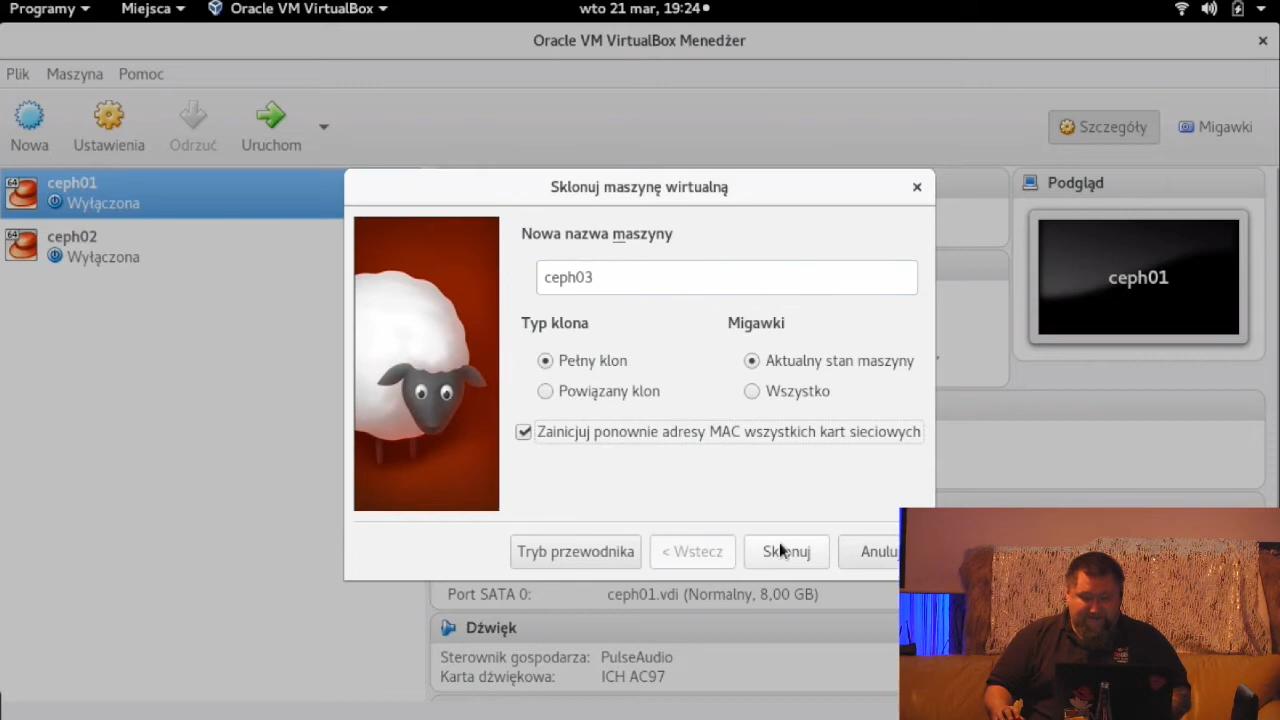 Programy
Miejsca
Oracle VM VirtualBox
wto 21 mar, 19:24
Oracle VM VirtualBox Menedżer
Plik
Maszyna
Pomoc
Nowa
Ustawienia
Odrzuć
Uruchom
Szczegóły
Migawki
64
ceph01
Wyłączona
64
ceph02
Wyłączona
Podgląd
ceph01
Sklonuj maszynę wirtualną
Nowa nazwa maszyny
ceph03
Typ klona
Migawki
Pełny klon
Aktualny stan maszyny
Powiązany klon
Wszystko
Zainicjuj ponownie adresy MAC wszystkich kart sieciowych
Tryb przewodnika
< Wstecz
Sklonuj
Anuluj
Port SATA 0: ceph01.vdi (Normalny, 8,00 GB)
Dźwięk
Sterownik gospodarza: PulseAudio
Karta dźwiękowa: ICH AC97